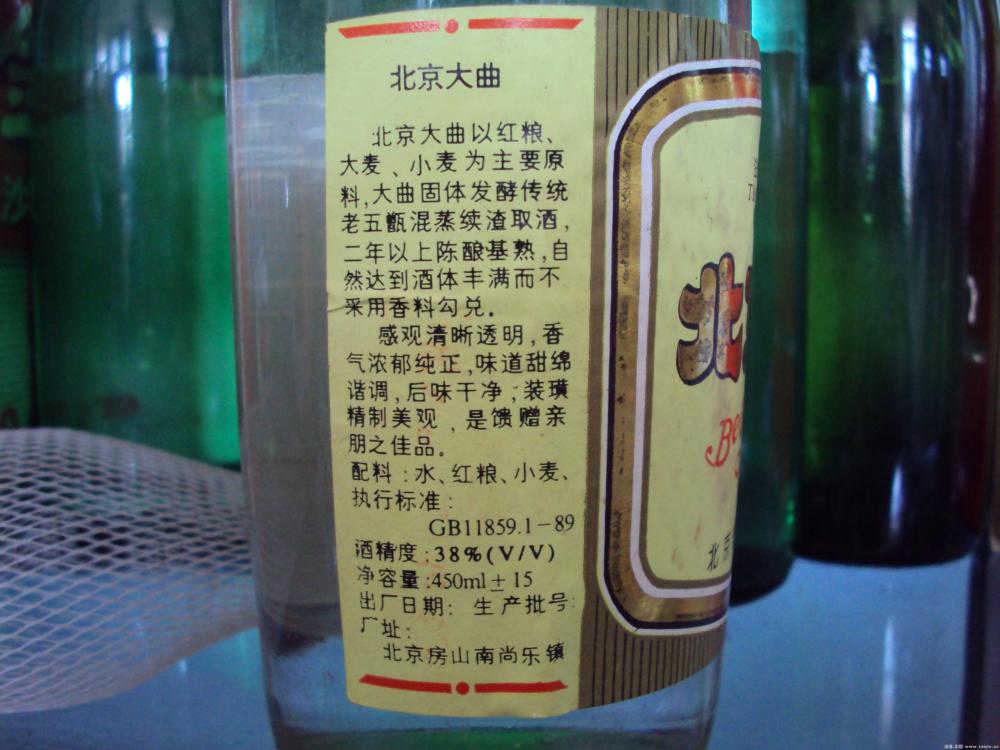 北京大曲
北京大曲以红粮、
大麦、小麦为主要原
料,大曲固体发酵传统
老五甑混蒸续渣取酒,
二年以上陈酿基熟,自
然达到酒体丰满而不
采用香料勾兑。
感观清晰透明,香
气浓郁纯正,味道甜绵
谐调,后味干净;装璜
精制美观,是馈赠亲
朋之佳品。
配料:水、红粮、小麦、
执行标准:
GB11859.1-89
酒精度:38%(V/V)
净容量:450ml±15
出厂日期: 生产批号:
厂址:
北京房山南尚乐镇
北
Be
北京